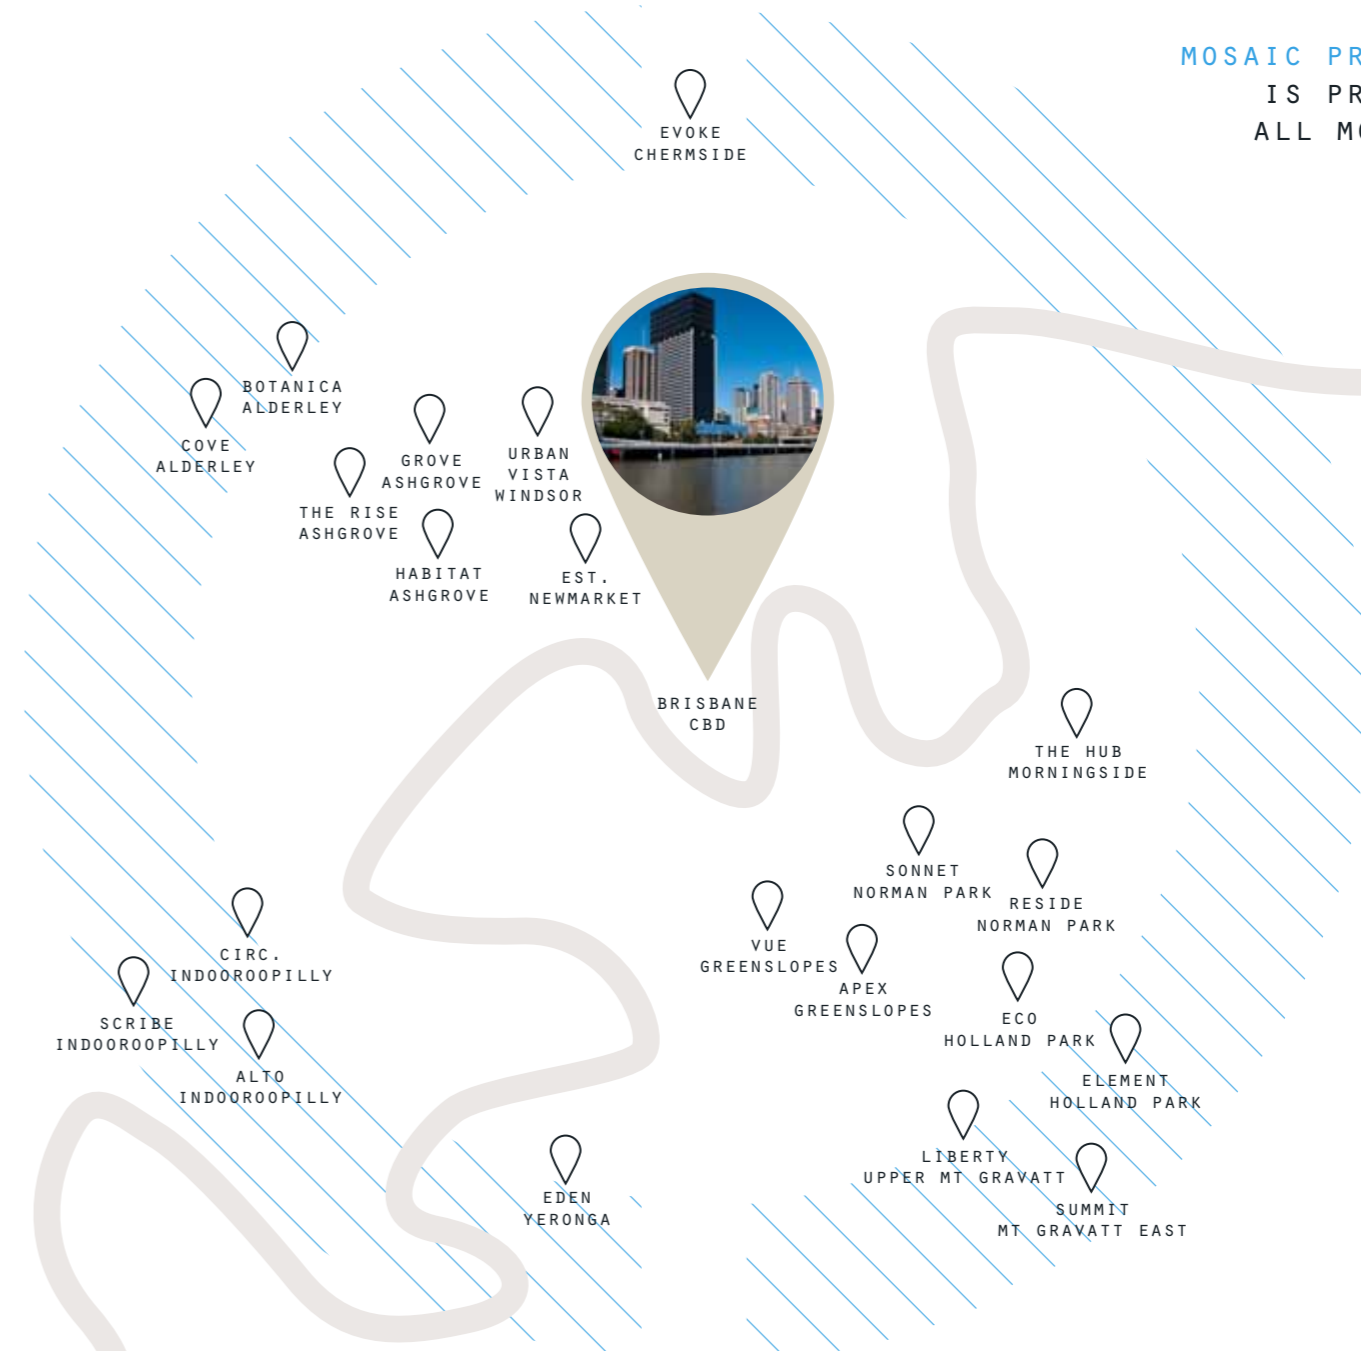 MOSAIC PR
IS PR
ALL MO
EVOKE
CHERMSIDE
BOTANICA
ALDERLEY
COVE
ALDERLEY
GROVE
ASHGROVE
URBAN
VISTA
WINDSOR
THE RISE
ASHGROVE
HABITAT
ASHGROVE
EST.
NEWMARKET
BRISBANE
CBD
THE HUB
MORNINGSIDE
SONNET
NORMAN PARK
RESIDE
NORMAN PARK
VUE
GREENSLOPES
APEX
GREENSLOPES
CIRC.
INDOOROOPILLY
SCRIBE
INDOOROOPILLY
ALTO
INDOOROOPILLY
ECO
HOLLAND PARK
ELEMENT
HOLLAND PARK
LIBERTY
UPPER MT GRAVATT
SUMMIT
MT GRAVATT EAST
EDEN
YERONGA